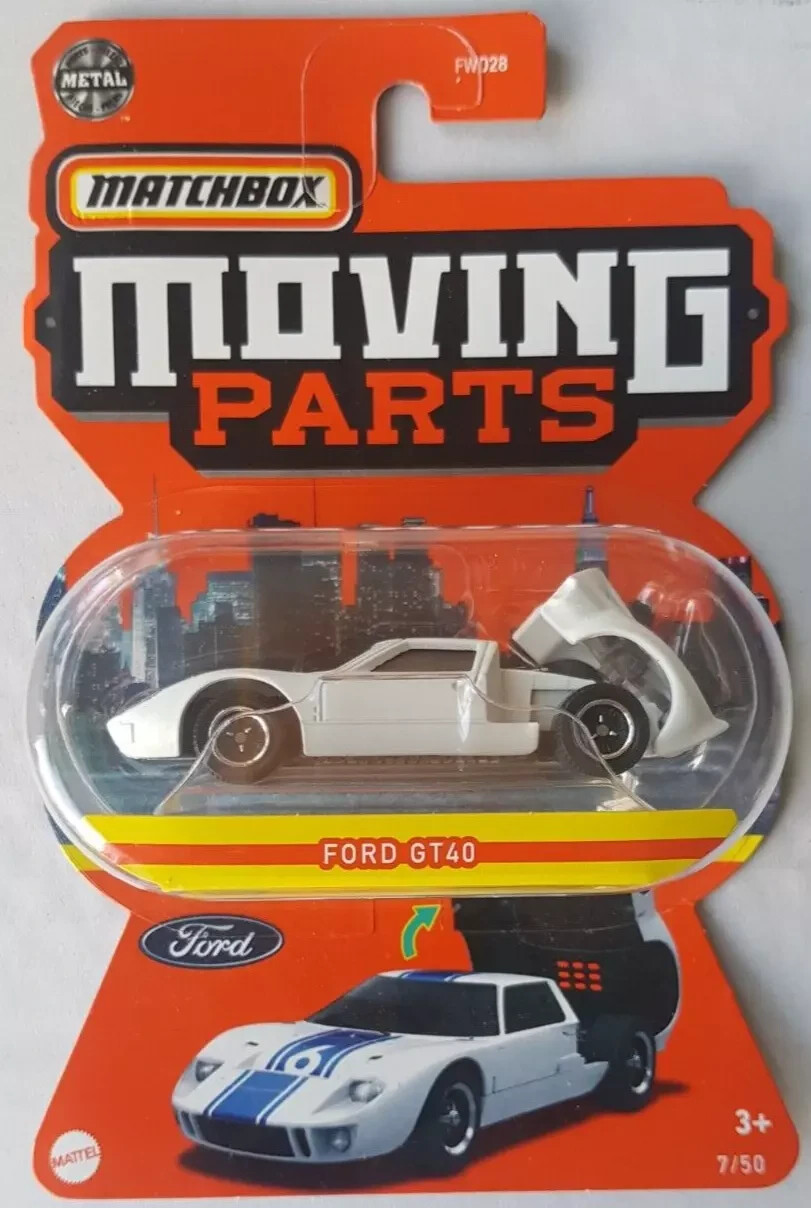 METAL
FWD28
MATCHBOX
MOVING
PARTS
FORD GT40
Ford
6
3+
MATTEL
7/50